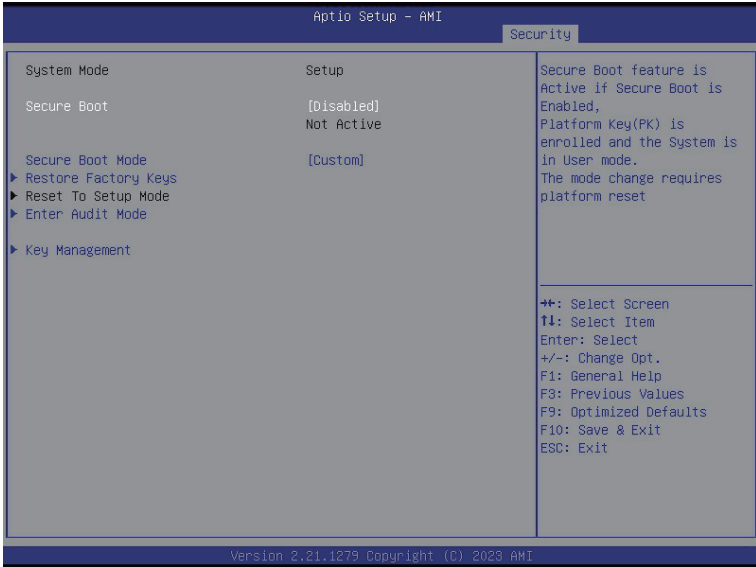 Aptio Setup – AMI
Security
System Mode Setup
Secure Boot [Disabled]
Not Active
Secure Boot Mode [Custom]
▶ Restore Factory Keys
▶ Reset To Setup Mode
▶ Enter Audit Mode
▶ Key Management
Secure Boot feature is
Active if Secure Boot is
Enabled,
Platform Key(PK) is
enrolled and the System is
in User mode.
The mode change requires
platform reset
→←: Select Screen
↑↓: Select Item
Enter: Select
+/-: Change Opt.
F1: General Help
F3: Previous Values
F9: Optimized Defaults
F10: Save & Exit
ESC: Exit
Version 2.21.1279 Copyright (C) 2023 AMI